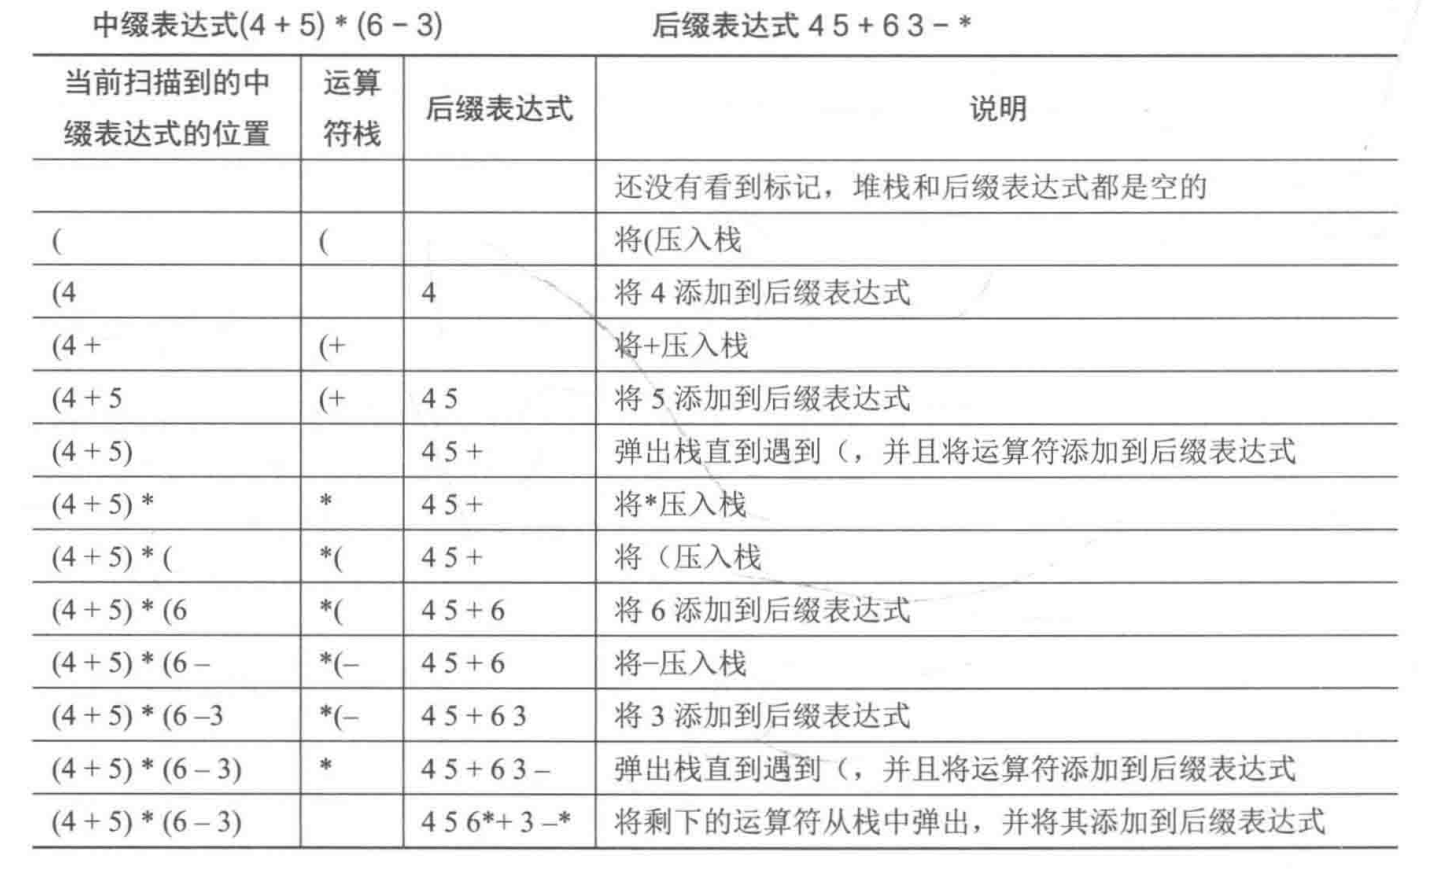 中缀表达式(4 + 5) * (6 – 3) 后缀表达式 4 5 + 6 3 – *
当前扫描到的中缀表达式的位置 运算符栈 后缀表达式 说明
还没有看到标记，堆栈和后缀表达式都是空的
( ( 将(压入栈
(4 4 将 4 添加到后缀表达式
(4 + (+ 将+压入栈
(4 + 5 (+ 4 5 将 5 添加到后缀表达式
(4 + 5) 4 5 + 弹出栈直到遇到（，并且将运算符添加到后缀表达式
(4 + 5) * * 4 5 + 将*压入栈
(4 + 5) * ( *( 4 5 + 将（压入栈
(4 + 5) * (6 *( 4 5 + 6 将 6 添加到后缀表达式
(4 + 5) * (6 – *(– 4 5 + 6 将–压入栈
(4 + 5) * (6 –3 *(– 4 5 + 6 3 将 3 添加到后缀表达式
(4 + 5) * (6 – 3) * 4 5 + 6 3 – 弹出栈直到遇到（，并且将运算符添加到后缀表达式
(4 + 5) * (6 – 3) 4 5 6*+ 3 –* 将剩下的运算符从栈中弹出，并将其添加到后缀表达式